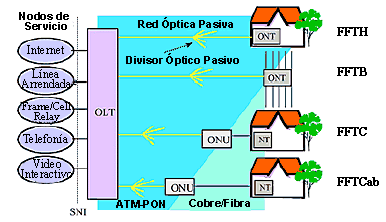 Nodos de
Servicio
Internet
Línea
Arrendada
Frame/Cell
Relay
Telefonía
Video
Interactivo
SNI
OLT
Red Óptica Pasiva
Divisor Óptico Pasivo
ATM-PON
Cobre/Fibra
ONT
ONT
ONU
NT
ONU
NT
FFTH
FFTB
FFTC
FFTCab